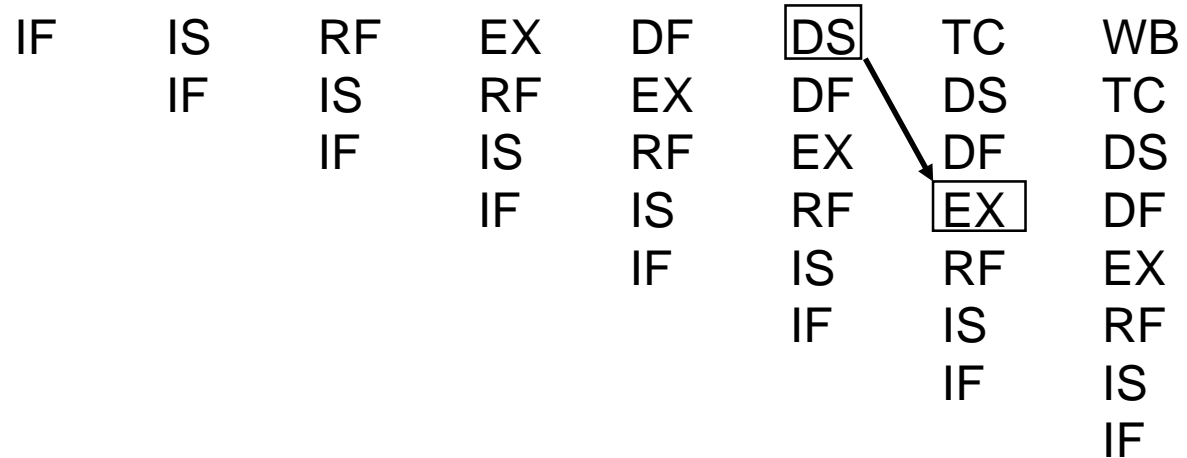 IF IS RF EX DF DS TC WB
IF IS RF EX DF DS TC
IF IS RF EX DF DS
IF IS RF EX DF
IF IS RF EX
IF IS RF
IF IS
IF